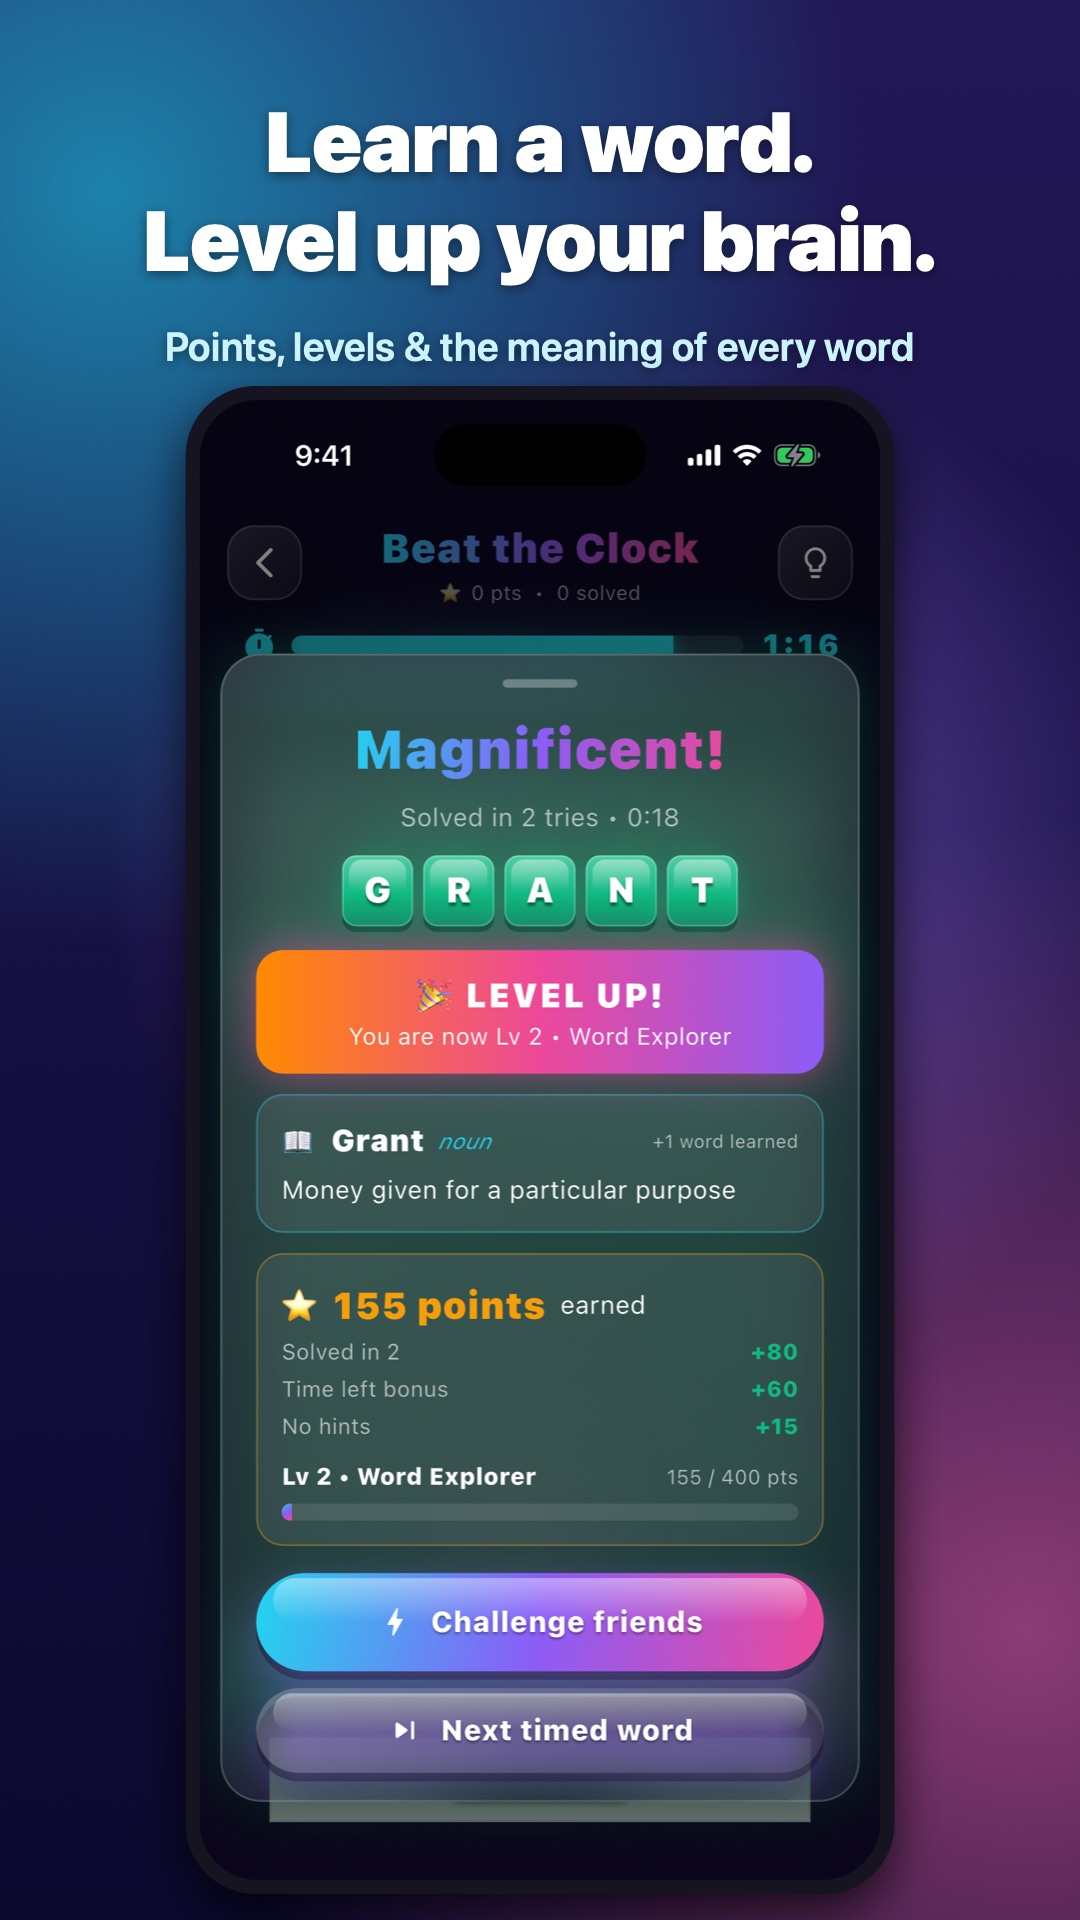 Learn a word.
Level up your brain.
Points, levels & the meaning of every word
9:41
Beat the Clock
⭐ 0 pts • 0 solved
1:16
Magnificent!
Solved in 2 tries • 0:18
G R A N T
🎉 LEVEL UP!
You are now Lv 2 • Word Explorer
📖 Grant noun +1 word learned
Money given for a particular purpose
⭐ 155 points earned
Solved in 2 +80
Time left bonus +60
No hints +15
Lv 2 • Word Explorer 155 / 400 pts
Challenge friends
Next timed word